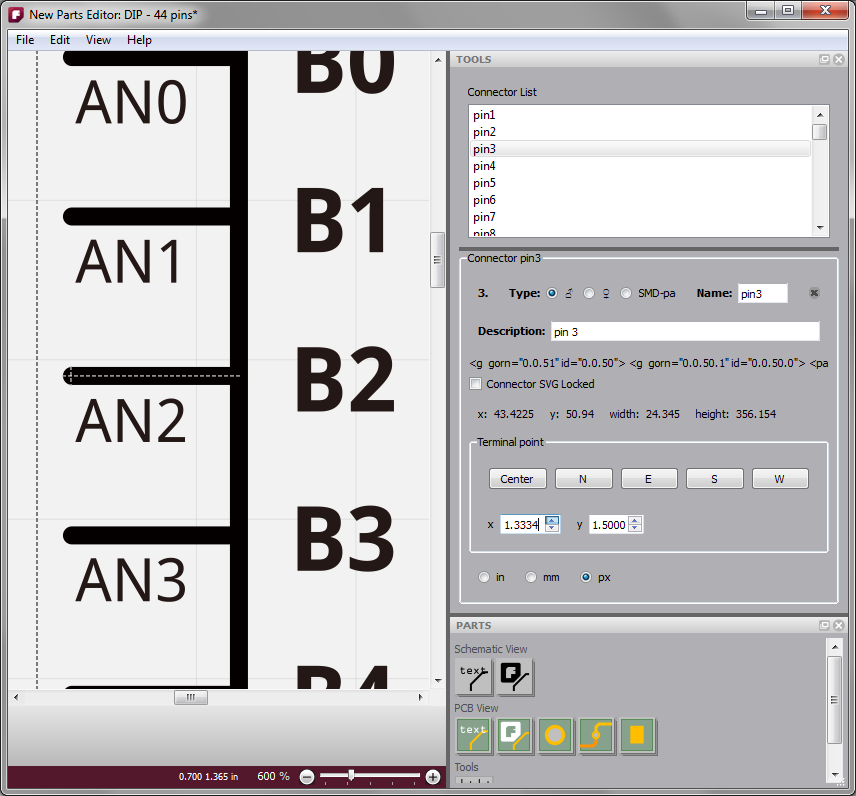 New Parts Editor: DIP - 44 pins*
File Edit View Help
B0
AN0
B1
AN1
B2
AN2
B3
AN3
B4
TOOLS
Connector List
pin1
pin2
pin3
pin4
pin5
pin6
pin7
pin8
Connector pin3
3. Type: ♂ ♀ SMD-pa Name: pin3
Description: pin 3
<g gorn="0.0.51" id="0.0.50"> <g gorn="0.0.50.1" id="0.0.50.0"> <pa
Connector SVG Locked
x: 43.4225 y: 50.94 width: 24.345 height: 356.154
Terminal point
Center N E S W
x 1.3334 y 1.5000
in mm px
PARTS
Schematic View
text F
PCB View
text F
Tools
0.700 1.365 in 600 %